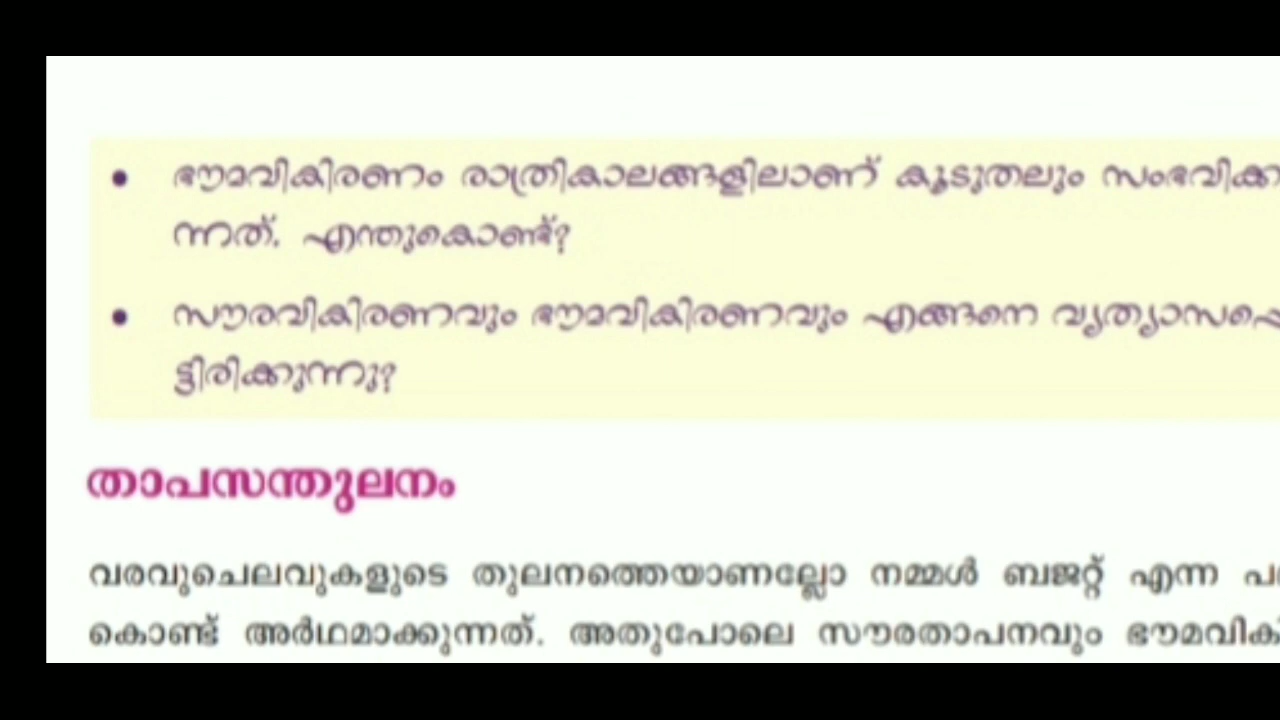 • ഭൗമവികിരണം രാത്രികാലങ്ങളിലാണ് കൂടുതലും സംഭവിക്ക
ന്നത്. എന്തുകൊണ്ട്?
• സൗരവികിരണവും ഭൗമവികിരണവും എങ്ങനെ വ്യത്യാസപ്പെ
ട്ടിരിക്കുന്നു?
താപസന്തുലനം
വരവുചെലവുകളുടെ തുലനത്തെയാണല്ലോ നമ്മൾ ബജറ്റ് എന്ന
കൊണ്ട് അർഥമാക്കുന്നത്. അതുപോലെ സൗരതാപനവും ഭൗമവിക